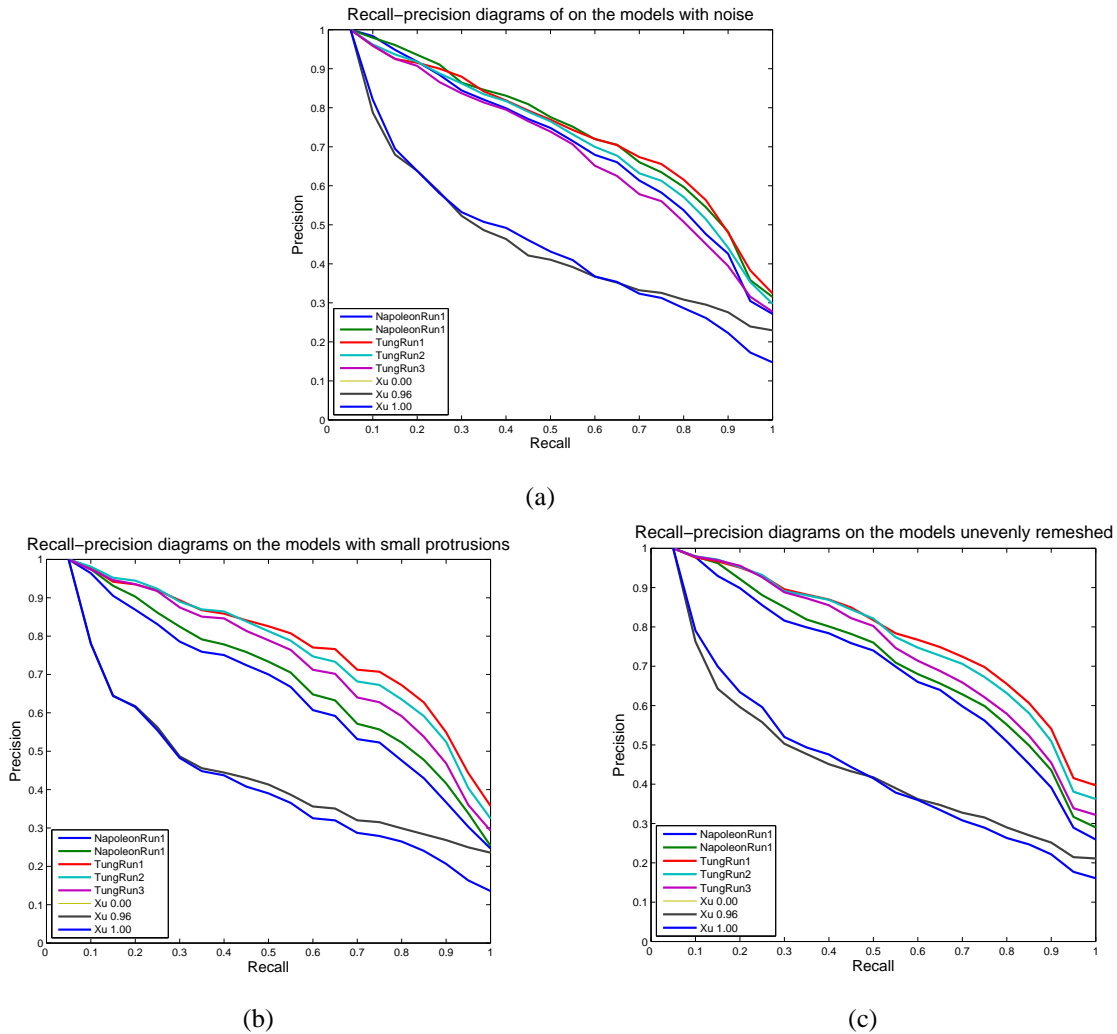 Recall−precision diagrams of on the models with noise
1
0.9
0.8
0.7
0.6
0.5
0.4
0.3
0.2
0.1
0
Precision
NapoleonRun1
NapoleonRun1
TungRun1
TungRun2
TungRun3
Xu 0.00
Xu 0.96
Xu 1.00
0 0.1 0.2 0.3 0.4 0.5 0.6 0.7 0.8 0.9 1
Recall
(a)
Recall−precision diagrams on the models with small protrusions
1
0.9
0.8
0.7
0.6
0.5
0.4
0.3
0.2
0.1
0
Precision
NapoleonRun1
NapoleonRun1
TungRun1
TungRun2
TungRun3
Xu 0.00
Xu 0.96
Xu 1.00
0 0.1 0.2 0.3 0.4 0.5 0.6 0.7 0.8 0.9 1
Recall
(b)
Recall−precision diagrams on the models unevenly remeshed
1
0.9
0.8
0.7
0.6
0.5
0.4
0.3
0.2
0.1
0
Precision
NapoleonRun1
NapoleonRun1
TungRun1
TungRun2
TungRun3
Xu 0.00
Xu 0.96
Xu 1.00
0 0.1 0.2 0.3 0.4 0.5 0.6 0.7 0.8 0.9 1
Recall
(c)